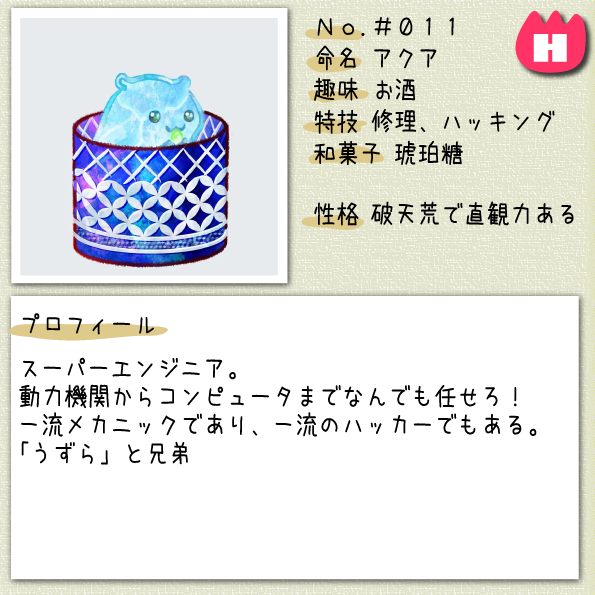 No.#011
命名 アクア
趣味 お酒
特技 修理、ハッキング
和菓子 琥珀糖
性格 破天荒で直観力ある
H
プロフィール
スーパーエンジニア。
動力機関からコンピュータまでなんでも任せろ！
一流メカニックであり、一流のハッカーでもある。
「うずら」と兄弟